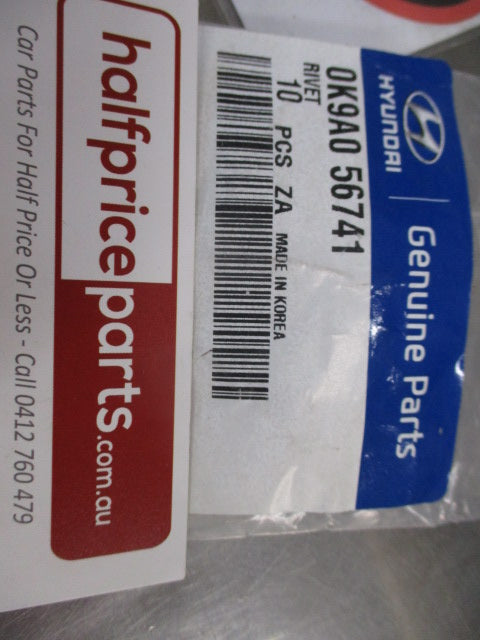 HYUNDAI
Genuine Parts
0K9A0 56741
RIVET
10 PCS ZA MADE IN KOREA
halfpriceparts.com.au
Car Parts For Half Price Or Less - Call 0412 760 479